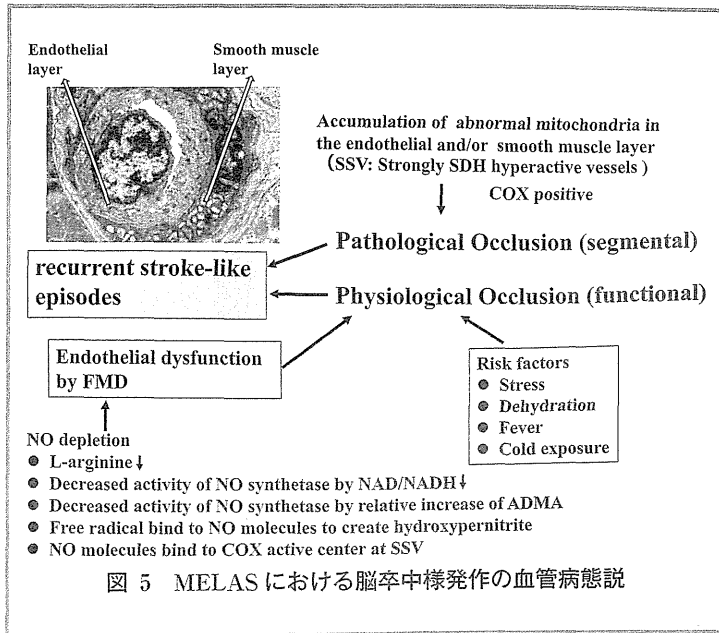 Endothelial
layer
Smooth muscle
layer
Accumulation of abnormal mitochondria in
the endothelial and/or smooth muscle layer
(SSV: Strongly SDH hyperactive vessels )
COX positive
Pathological Occlusion (segmental)
recurrent stroke-like
episodes
Physiological Occlusion (functional)
Endothelial dysfunction
by FMD
Risk factors
● Stress
● Dehydration
● Fever
● Cold exposure
NO depletion
● L-arginine↓
● Decreased activity of NO synthetase by NAD/NADH↓
● Decreased activity of NO synthetase by relative increase of ADMA
● Free radical bind to NO molecules to create hydroxypernitrite
● NO molecules bind to COX active center at SSV
図 5 MELAS における脳卒中様発作の血管病態説